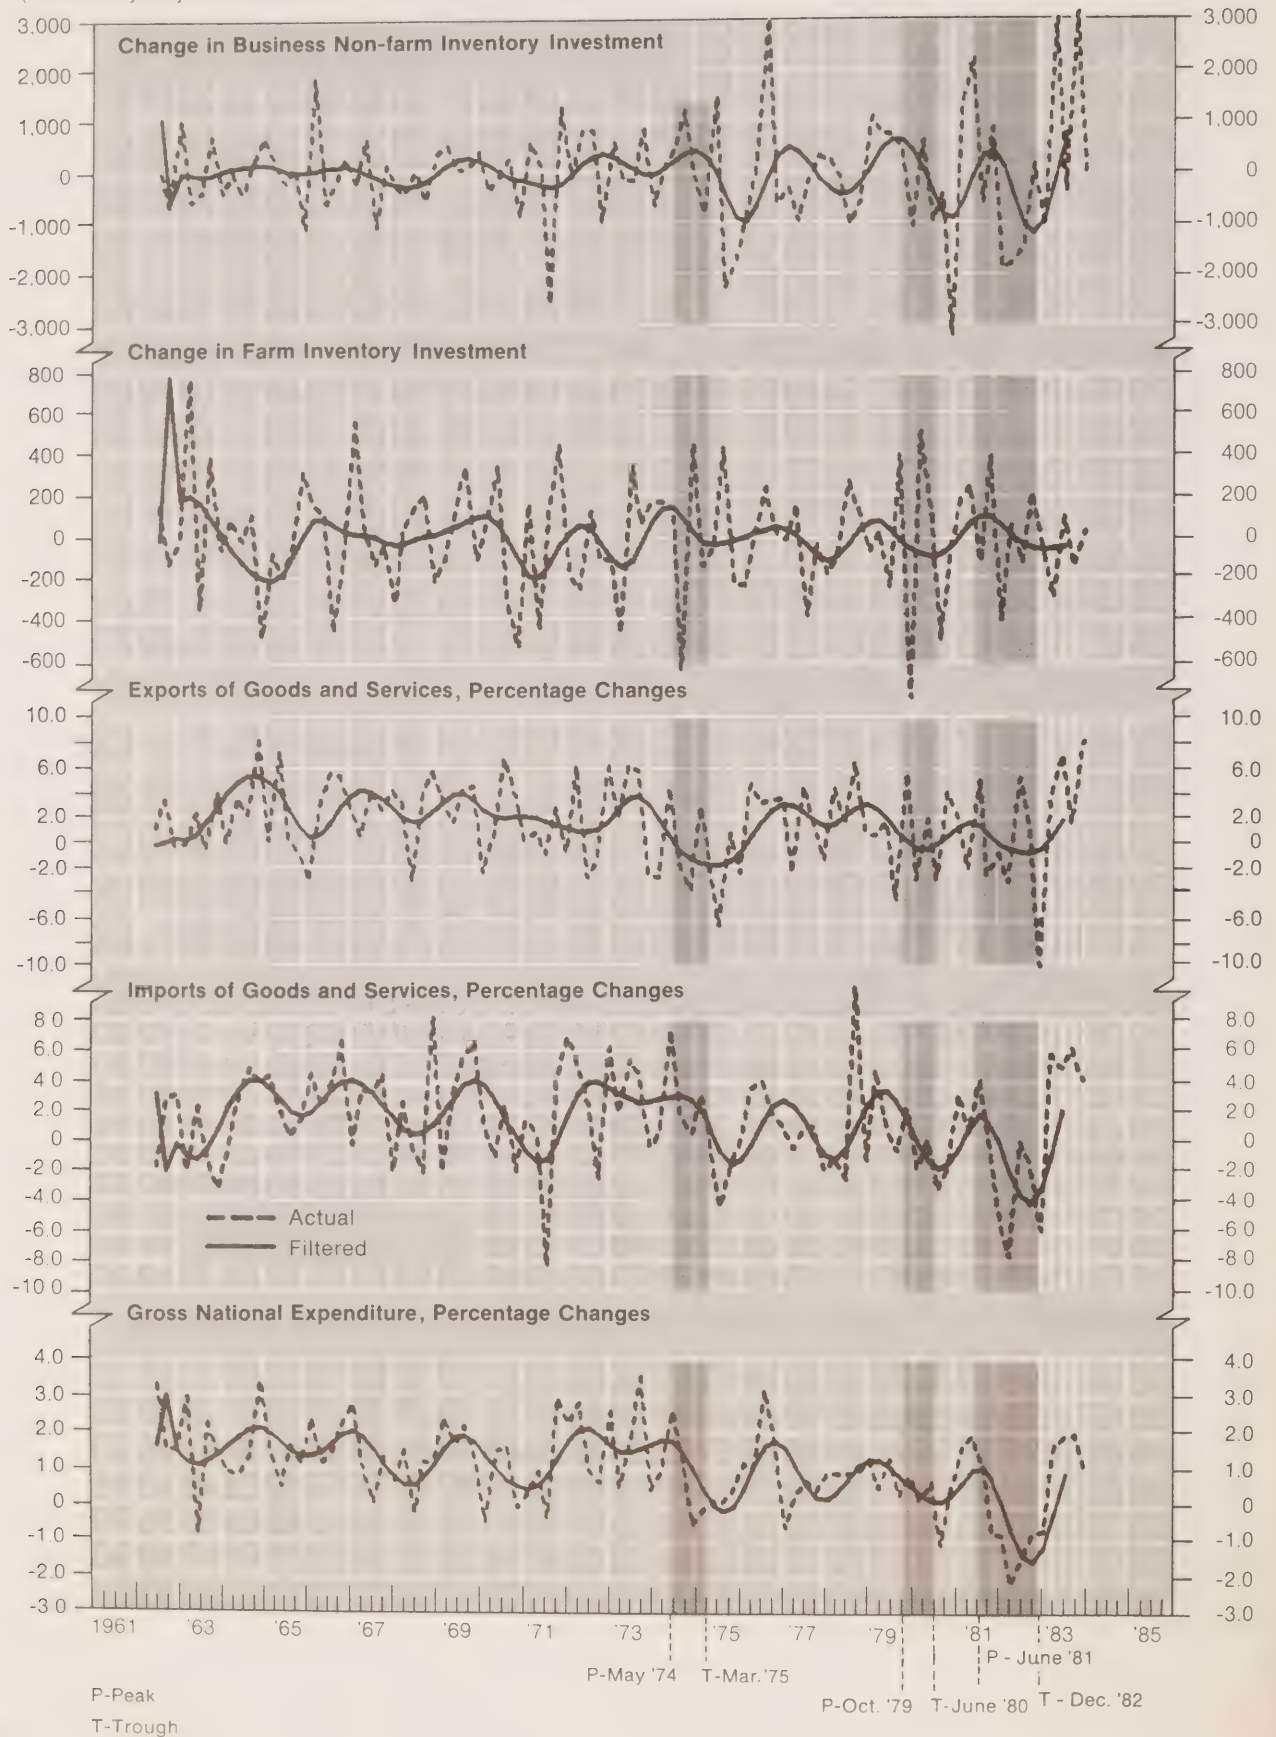 Change in Business Non-farm Inventory Investment
3,000 3,000
2,000 2,000
1,000 1,000
0 0
-1,000 -1,000
-2,000 -2,000
-3,000 -3,000
Change in Farm Inventory Investment
800 800
600 600
400 400
200 200
0 0
-200 -200
-400 -400
-600 -600
Exports of Goods and Services, Percentage Changes
10.0 10.0
6.0 6.0
2.0 2.0
0 0
-2.0 -2.0
-6.0 -6.0
-10.0 -10.0
Imports of Goods and Services, Percentage Changes
8 0 8.0
6.0 6 0
4 0 4.0
2.0 2 0
0 0
-2 0 -2.0
-4.0 -4 0
-6.0 -6 0
-8.0 -8 0
-10 0 -10.0
Actual
Filtered
Gross National Expenditure, Percentage Changes
4.0 4.0
3.0 3.0
2.0 2.0
1.0 1.0
0 0
-1.0 -1.0
-2.0 -2.0
-3 0 -3.0
1961 '63 '65 '67 '69 '71 '73 '75 '77 '79 '81 '83 '85
P-May '74 T-Mar.'75 P - June '81
P-Oct. '79 T-June '80 T - Dec. '82
P-Peak
T-Trough